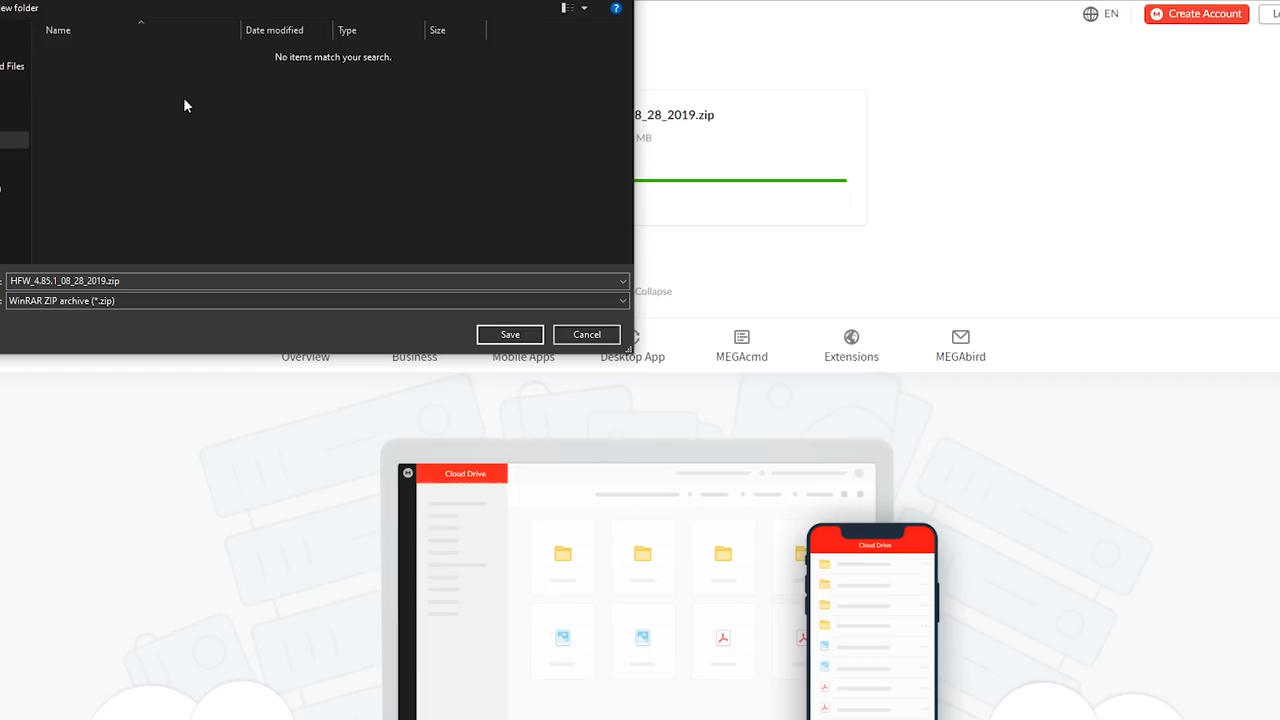 ew folder
?
EN
Create Account
Lo
Name
Date modified
Type
Size
No items match your search.
d Files
8_28_2019.zip
MB
HFW_4.85.1_08_28_2019.zip
WinRAR ZIP archive (*.zip)
Collapse
Save
Cancel
Overview
Business
Mobile Apps
Desktop App
MEGAcmd
Extensions
MEGAbird
Cloud Drive
Cloud Drive